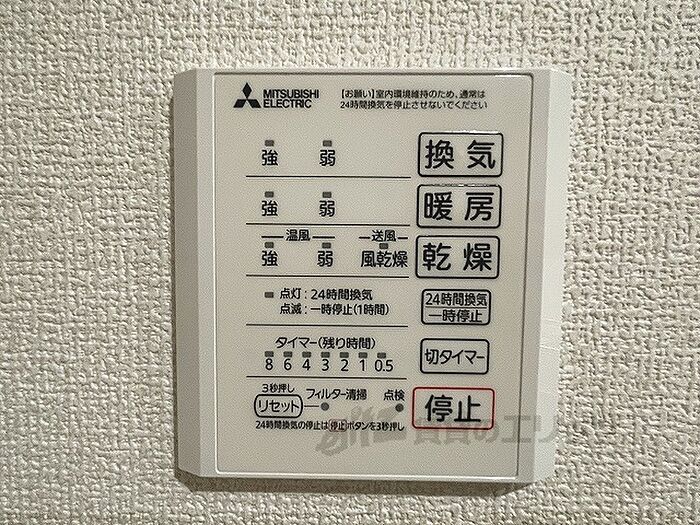 MITSUBISHI
ELECTRIC
【お願い】室内環境維持のため、通常は
24時間換気を停止させないでください
強 弱 換気
強 弱 暖房
温風 送風
強 弱 風乾燥 乾燥
点灯:24時間換気
点滅:一時停止(1時間)
24時間換気
一時停止
タイマー(残り時間)
8 6 4 3 2 1 0.5
切タイマー
3秒押し
リセット フィルター清掃 点検
停止
24時間換気の停止は停止ボタンを3秒押し